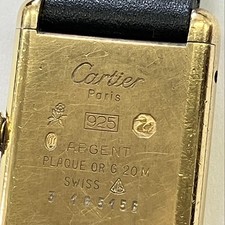 Cartier
Paris
925
ARGENT
PLAQUE OR G 20M
SWISS